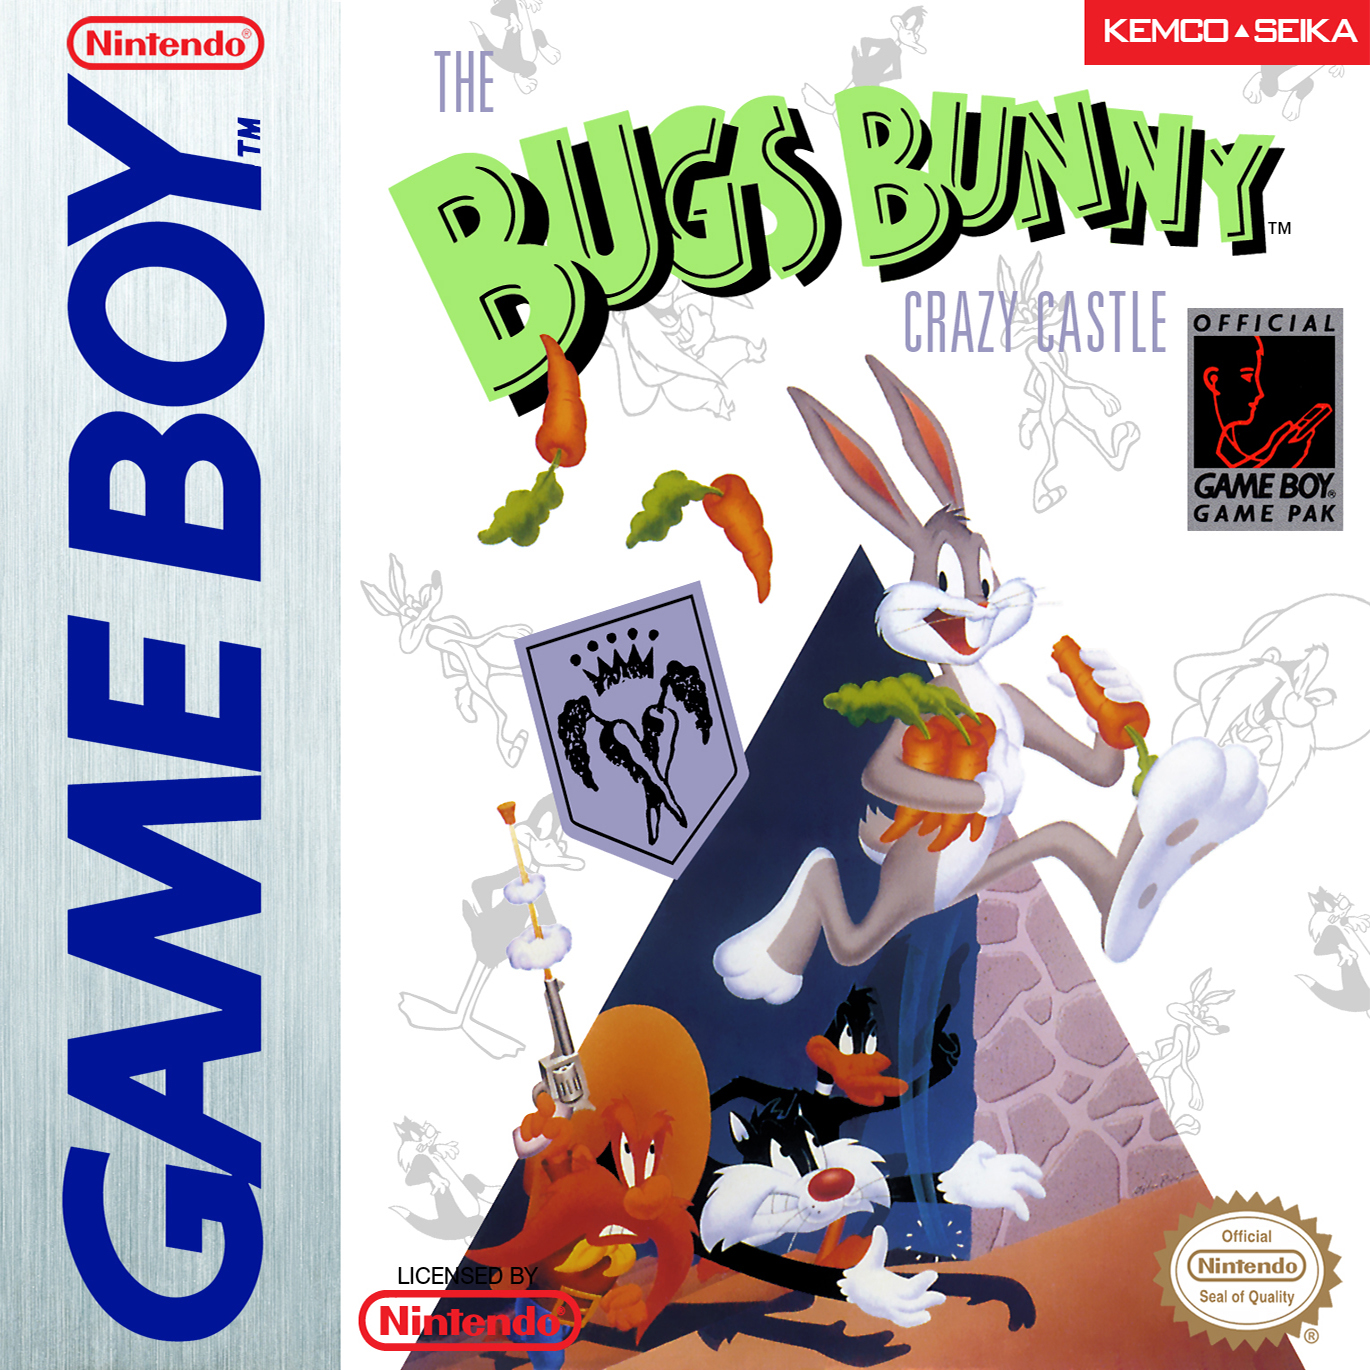 Nintendo®
GAME BOY™
KEMCO▲SEIKA
THE
BUGS BUNNY™
CRAZY CASTLE
OFFICIAL
GAME BOY®
GAME PAK
LICENSED BY
Nintendo®
Official
Nintendo
Seal of Quality
®